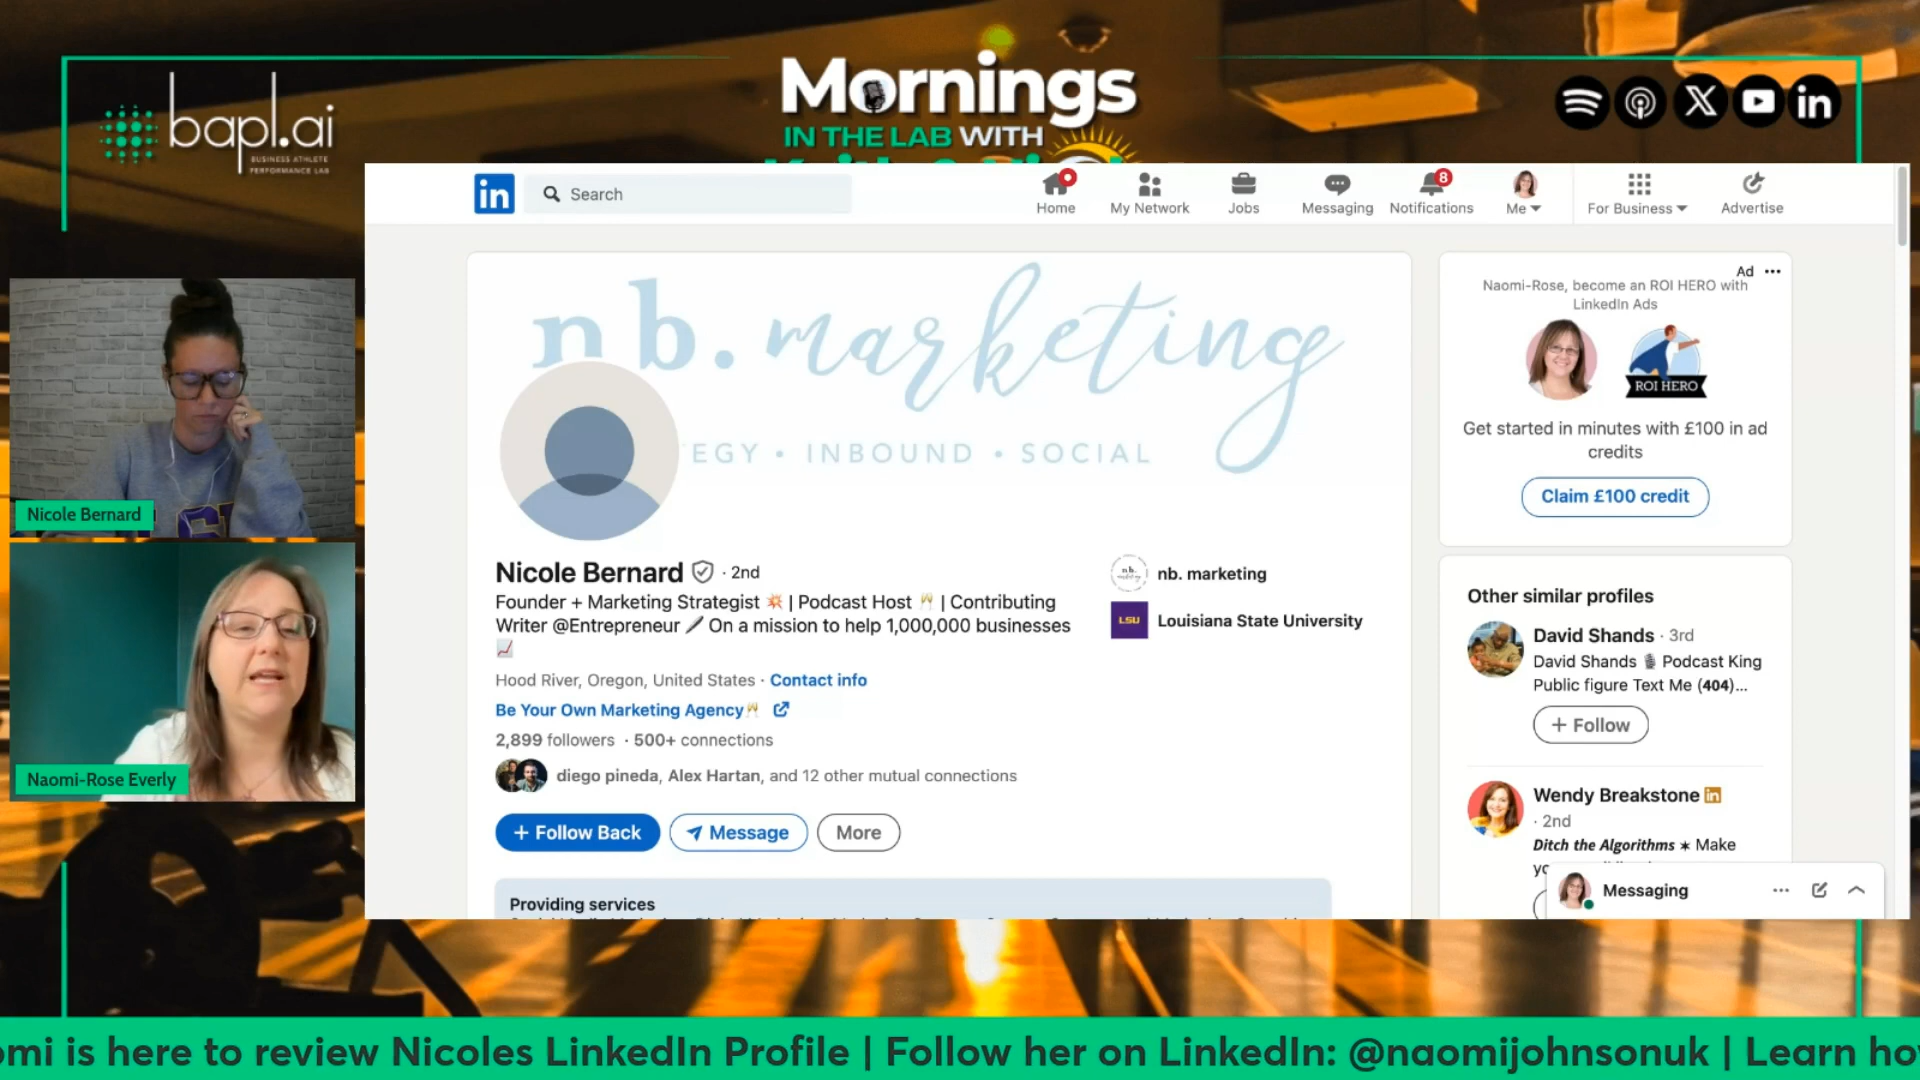 bapl.ai
BUSINESS ATHLETE
PERFORMANCE LAB
Mornings
IN THE LAB WITH
in
in
Search
Home
My Network
Jobs
Messaging
8
Notifications
Me
For Business
Advertise
nb. marketing
EGY • INBOUND • SOCIAL
Nicole Bernard · 2nd
Founder + Marketing Strategist 💥 | Podcast Host 🥂 | Contributing
Writer @Entrepreneur 🖋 On a mission to help 1,000,000 businesses
📈
Hood River, Oregon, United States · Contact info
Be Your Own Marketing Agency🥂
2,899 followers · 500+ connections
diego pineda, Alex Hartan, and 12 other mutual connections
+ Follow Back
Message
More
Providing services
nb. marketing
LSU
Louisiana State University
Ad •••
Naomi-Rose, become an ROI HERO with
LinkedIn Ads
ROI HERO
Get started in minutes with £100 in ad
credits
Claim £100 credit
Other similar profiles
David Shands · 3rd
David Shands 🎙 Podcast King
Public figure Text Me (404)...
+ Follow
Wendy Breakstone in
· 2nd
Ditch the Algorithms ✶ Make
Messaging
Nicole Bernard
Naomi-Rose Everly
omi is here to review Nicoles LinkedIn Profile | Follow her on LinkedIn: @naomijohnsonuk | Learn ho